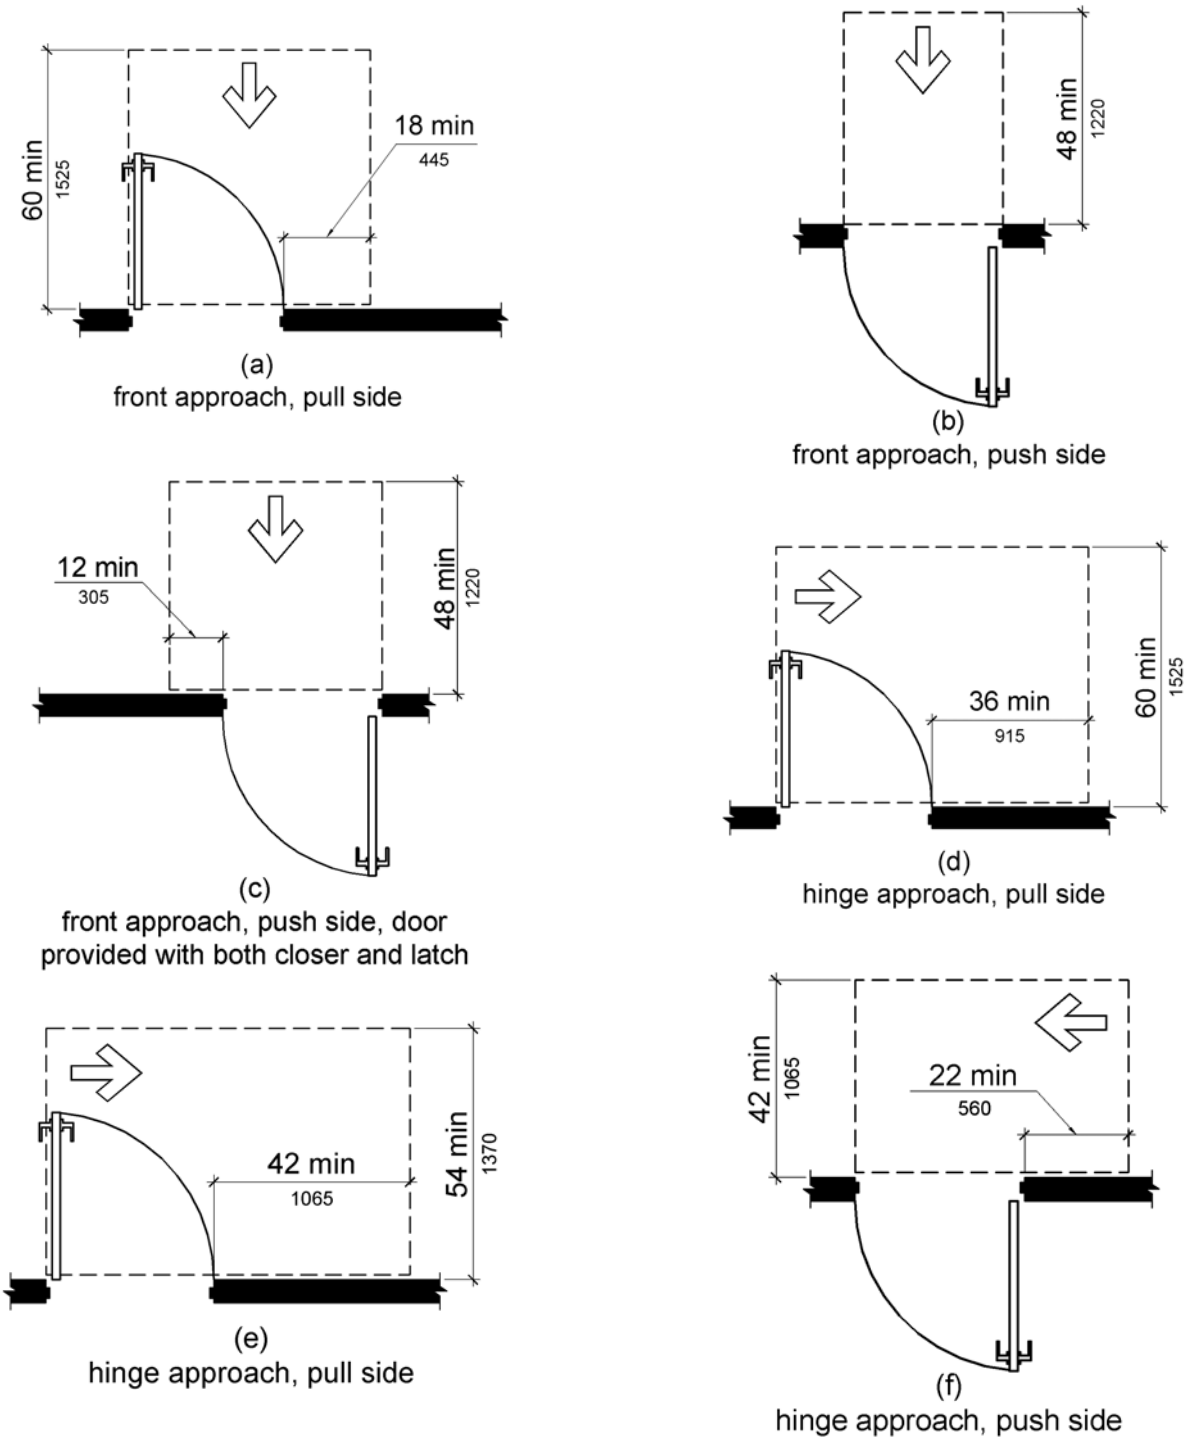 60 min
1525
18 min
445
(a)
front approach, pull side
48 min
1220
(b)
front approach, push side
12 min
305
48 min
1220
(c)
front approach, push side, door
provided with both closer and latch
36 min
915
60 min
1525
(d)
hinge approach, pull side
42 min
1065
54 min
1370
(e)
hinge approach, pull side
42 min
1065
22 min
560
(f)
hinge approach, push side